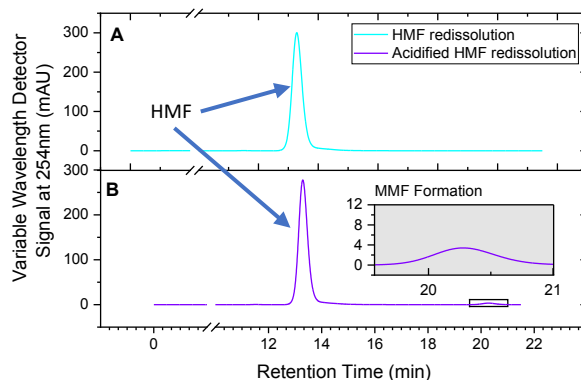 A
HMF redissolution
Acidified HMF redissolution
300
200
100
0
HMF
Variable Wavelength Detector
Signal at 254nm (mAU)
B
300
200
100
0
MMF Formation
12
8
4
0
20 21
0 12 14 16 18 20 22
Retention Time (min)